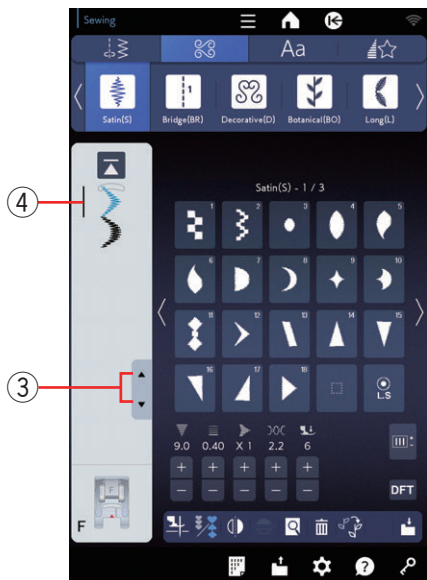 Sewing
Aa
1
Satin(S) Bridge(BR) Decorative(D) Botanical(BO) Long(L)
④
Satin(S) - 1 / 3
1 2 3 4 5
6 7 8 9 10
11 12 13 14 15
③
16 17 18 L.S
9.0 0.40 X 1 2.2 6
+ + + + +
− − − − −
DFT
F
F
?